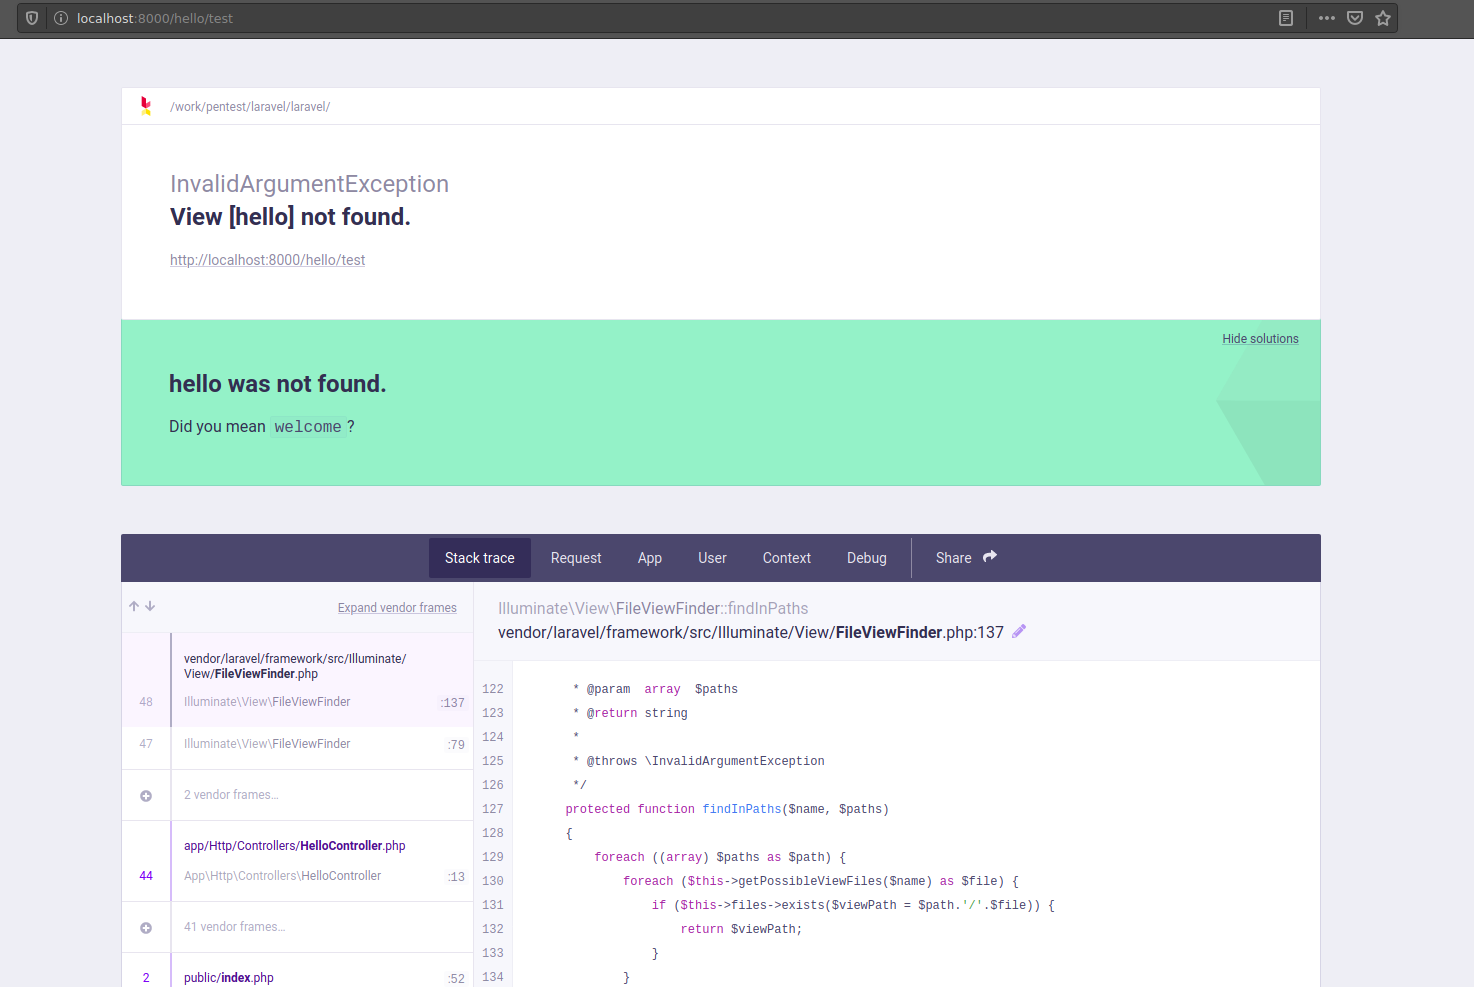 localhost:8000/hello/test
/work/pentest/laravel/laravel/
InvalidArgumentException
View [hello] not found.
http://localhost:8000/hello/test
Hide solutions
hello was not found.
Did you mean welcome?
Stack trace Request App User Context Debug Share
Expand vendor frames
vendor/laravel/framework/src/Illuminate/
View/FileViewFinder.php
48 Illuminate\View\FileViewFinder :137
47 Illuminate\View\FileViewFinder :79
2 vendor frames…
app/Http/Controllers/HelloController.php
44 App\Http\Controllers\HelloController :13
41 vendor frames…
2 public/index.php :52
Illuminate\View\FileViewFinder::findInPaths
vendor/laravel/framework/src/Illuminate/View/FileViewFinder.php:137
122 * @param  array  $paths
123 * @return string
124 *
125 * @throws \InvalidArgumentException
126 */
127 protected function findInPaths($name, $paths)
128 {
129 foreach ((array) $paths as $path) {
130 foreach ($this->getPossibleViewFiles($name) as $file) {
131 if ($this->files->exists($viewPath = $path.'/'.$file)) {
132 return $viewPath;
133 }
134 }